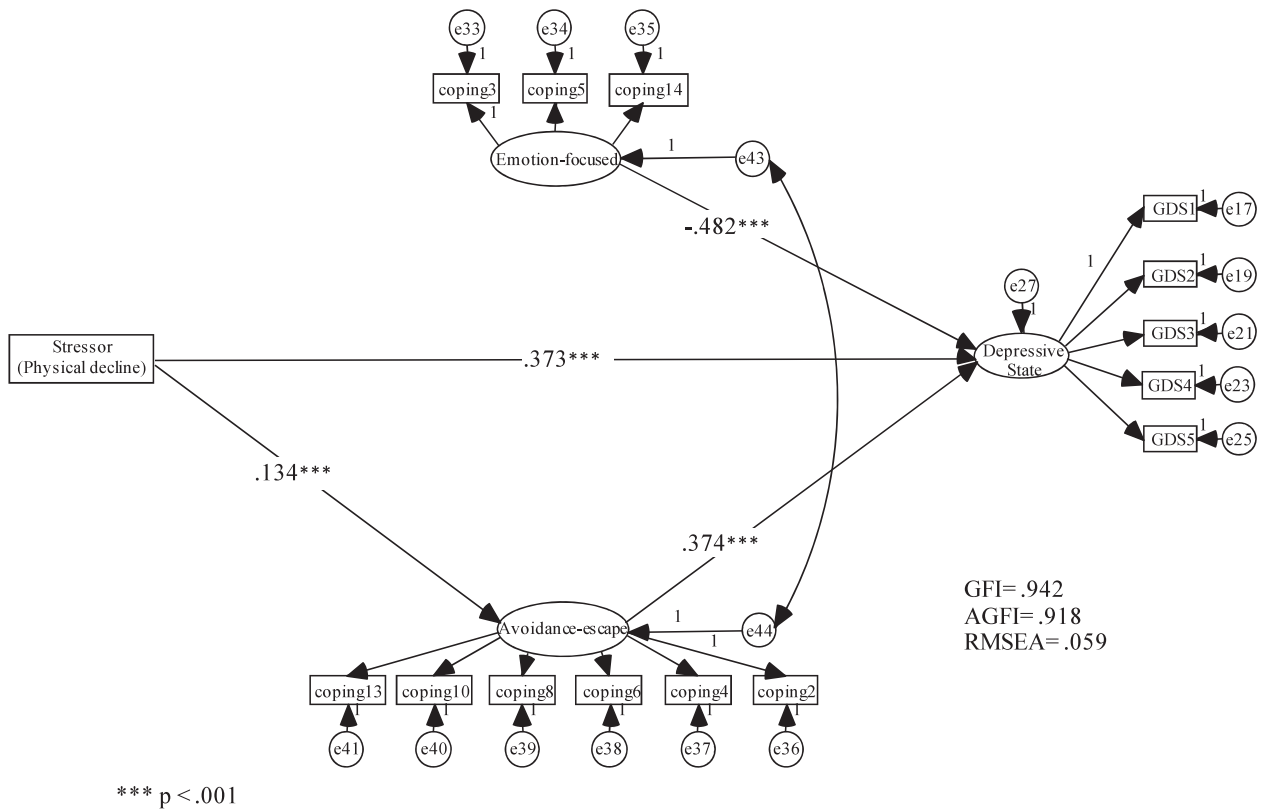 e33 e34 e35
1 1 1
coping3 coping5 coping14
1
Emotion-focused 1 e43
-.482***
GDS1 1 e17
1
GDS2 1 e19
e27
1
GDS3 1 e21
Stressor
(Physical decline)
.373***
Depressive
State
GDS4 1 e23
GDS5 1 e25
.134***
.374***
GFI= .942
AGFI= .918
RMSEA= .059
Avoidance-escape 1 e44
1
coping13 coping10 coping8 coping6 coping4 coping2
1 1 1 1 1 1
e41 e40 e39 e38 e37 e36
*** p < .001